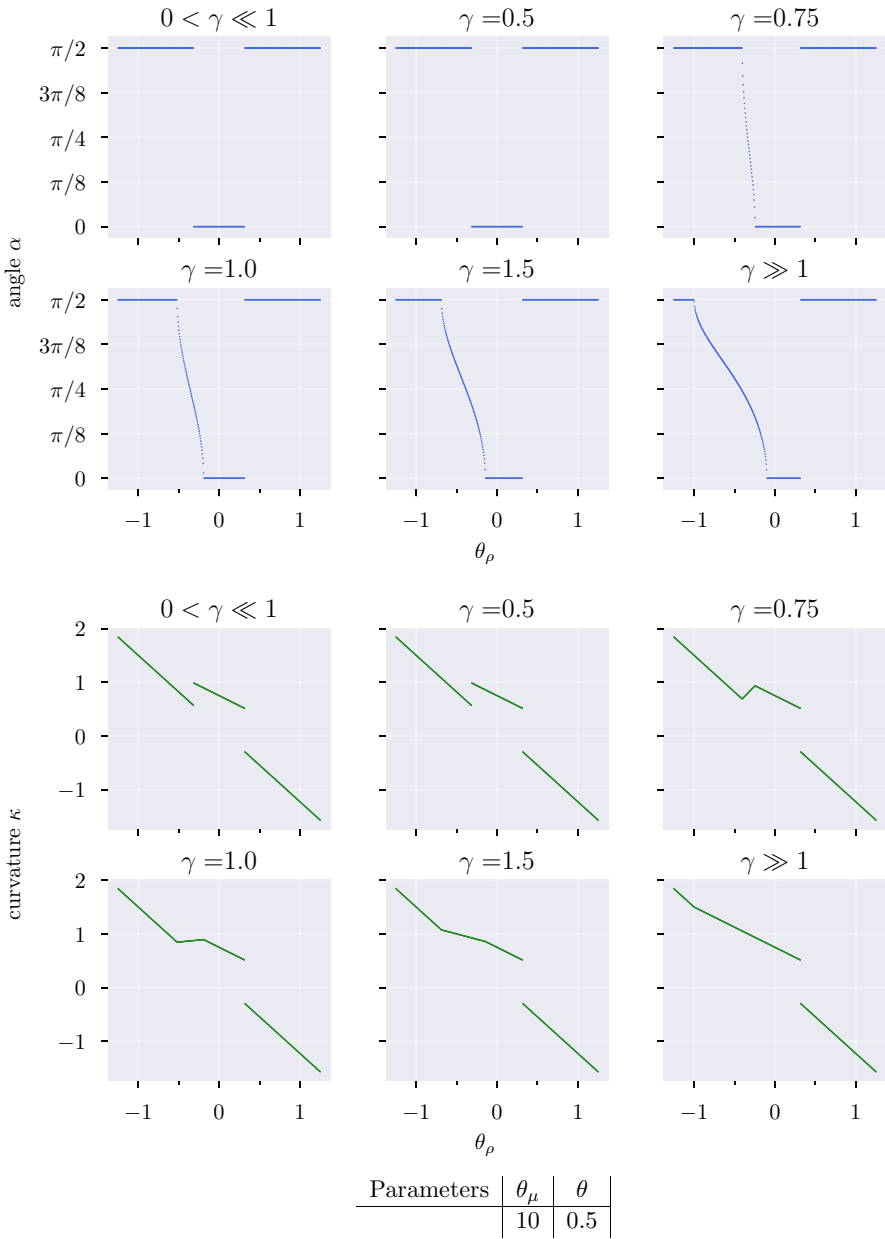 0 < γ ≪ 1 γ =0.5 γ =0.75
π/2
3π/8
π/4
π/8
0
angle α
γ =1.0 γ =1.5 γ ≫ 1
π/2
3π/8
π/4
π/8
0
−1 0 1 −1 0 1 −1 0 1
θρ
0 < γ ≪ 1 γ =0.5 γ =0.75
2
1
0
−1
curvature κ
γ =1.0 γ =1.5 γ ≫ 1
2
1
0
−1
−1 0 1 −1 0 1 −1 0 1
θρ
Parameters θμ θ
10 0.5